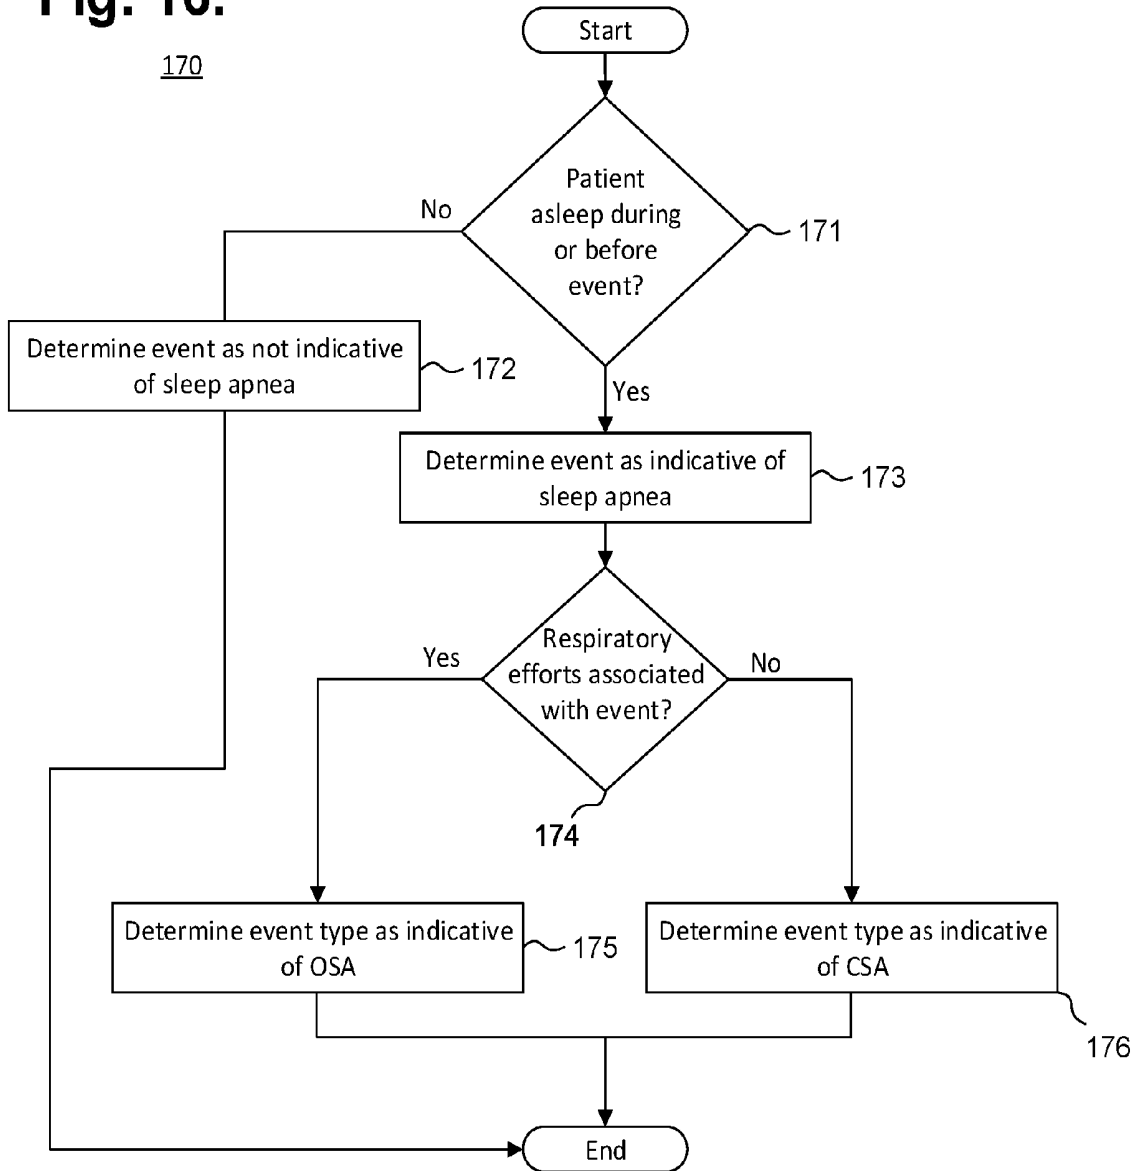 Fig. 16.
170
Start
Patient
asleep during
or before
event?
171
No
Yes
Determine event as not indicative
of sleep apnea
172
Determine event as indicative of
sleep apnea
173
Respiratory
efforts associated
with event?
174
Yes
No
Determine event type as indicative
of OSA
175
Determine event type as indicative
of CSA
176
End